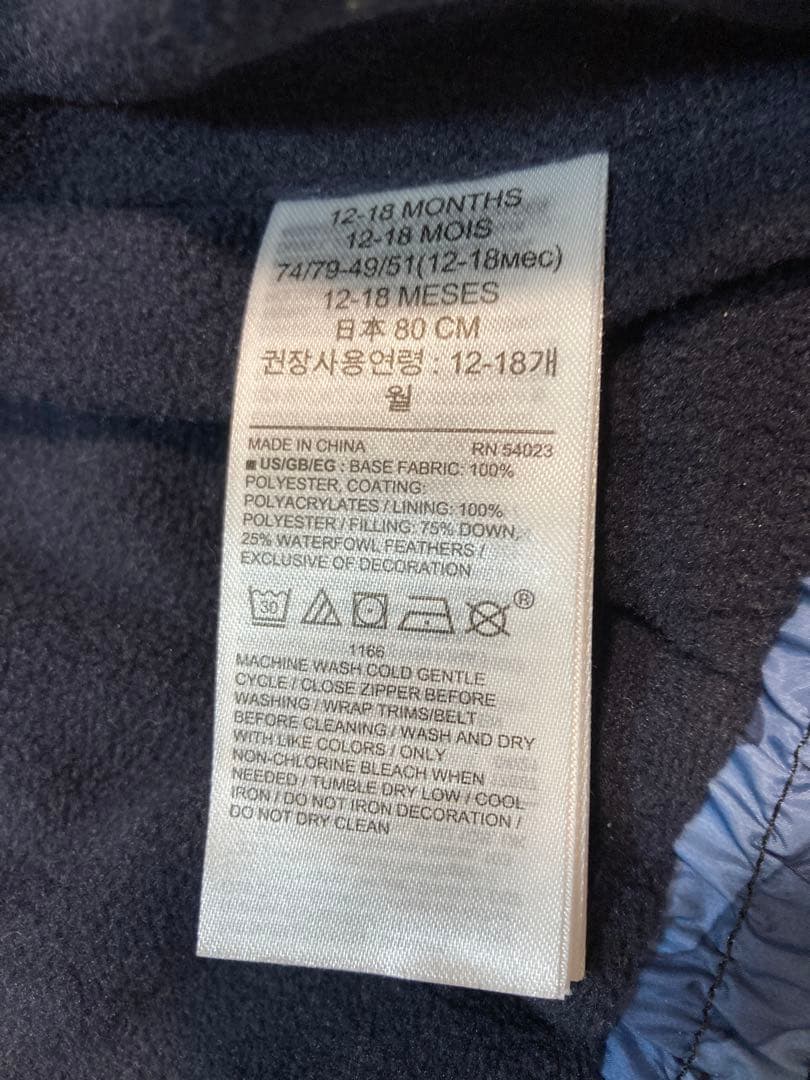 12-18 MONTHS
12-18 MOIS
74/79-49/51(12-18мес)
12-18 MESES
日本 80 CM
권장사용연령 : 12-18개
월
MADE IN CHINA RN 54023
■ US/GB/EG : BASE FABRIC: 100%
POLYESTER, COATING:
POLYACRYLATES / LINING: 100%
POLYESTER / FILLING: 75% DOWN,
25% WATERFOWL FEATHERS /
EXCLUSIVE OF DECORATION
30 ®
1166
MACHINE WASH COLD GENTLE
CYCLE / CLOSE ZIPPER BEFORE
WASHING / WRAP TRIMS/BELT
BEFORE CLEANING / WASH AND DRY
WITH LIKE COLORS / ONLY
NON-CHLORINE BLEACH WHEN
NEEDED / TUMBLE DRY LOW / COOL
IRON / DO NOT IRON DECORATION /
DO NOT DRY CLEAN